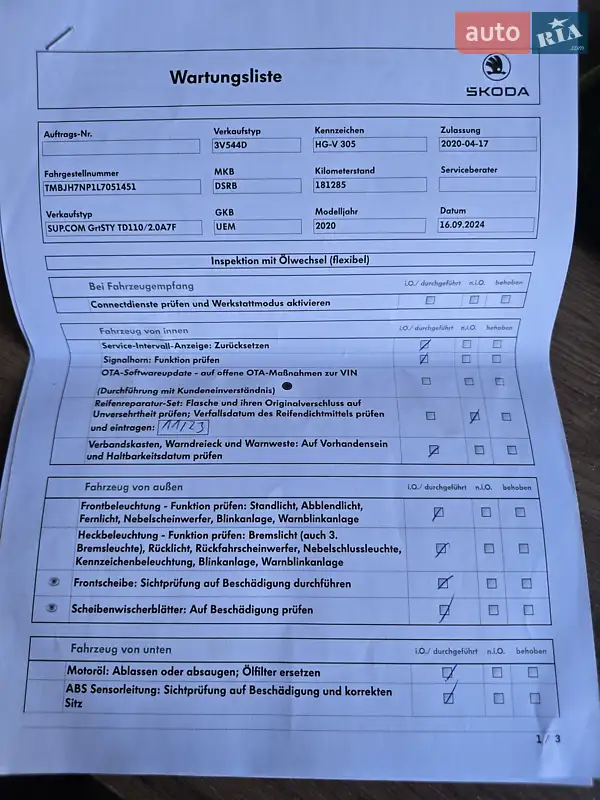 auto RIA .com
Wartungsliste
SKODA
Auftrags-Nr. Verkaufstyp Kennzeichen Zulassung
3V544D HG-V 305 2020-04-17
Fahrgestellnummer MKB Kilometerstand Serviceberater
TMBJH7NP1L7051451 DSRB 181285
Verkaufstyp GKB Modelljahr Datum
SUP.COM GrtSTY TD110/2.0A7F UEM 2020 16.09.2024
Inspektion mit Ölwechsel (flexibel)
Bei Fahrzeugempfang i.O./ durchgeführt n.i.O. behoben
Connectdienste prüfen und Werkstattmodus aktivieren
Fahrzeug von innen i.O./ durchgeführt n.i.O. behoben
Service-Intervall-Anzeige: Zurücksetzen
Signalhorn: Funktion prüfen
OTA-Softwareupdate - auf offene OTA-Maßnahmen zur VIN
(Durchführung mit Kundeneinverständnis)
Reifenreparatur-Set: Flasche und ihren Originalverschluss auf
Unversehrtheit prüfen; Verfallsdatum des Reifendichtmittels prüfen
und eintragen: 11/23
Verbandskasten, Warndreieck und Warnweste: Auf Vorhandensein
und Haltbarkeitsdatum prüfen
Fahrzeug von außen i.O./ durchgeführt n.i.O. behoben
Frontbeleuchtung - Funktion prüfen: Standlicht, Abblendlicht,
Fernlicht, Nebelscheinwerfer, Blinkanlage, Warnblinkanlage
Heckbeleuchtung - Funktion prüfen: Bremslicht (auch 3.
Bremsleuchte), Rücklicht, Rückfahrscheinwerfer, Nebelschlussleuchte,
Kennzeichenbeleuchtung, Blinkanlage, Warnblinkanlage
Frontscheibe: Sichtprüfung auf Beschädigung durchführen
Scheibenwischerblätter: Auf Beschädigung prüfen
Fahrzeug von unten i.O./ durchgeführt n.i.O. behoben
Motoröl: Ablassen oder absaugen; Ölfilter ersetzen
ABS Sensorleitung: Sichtprüfung auf Beschädigung und korrekten
Sitz
1/ 3